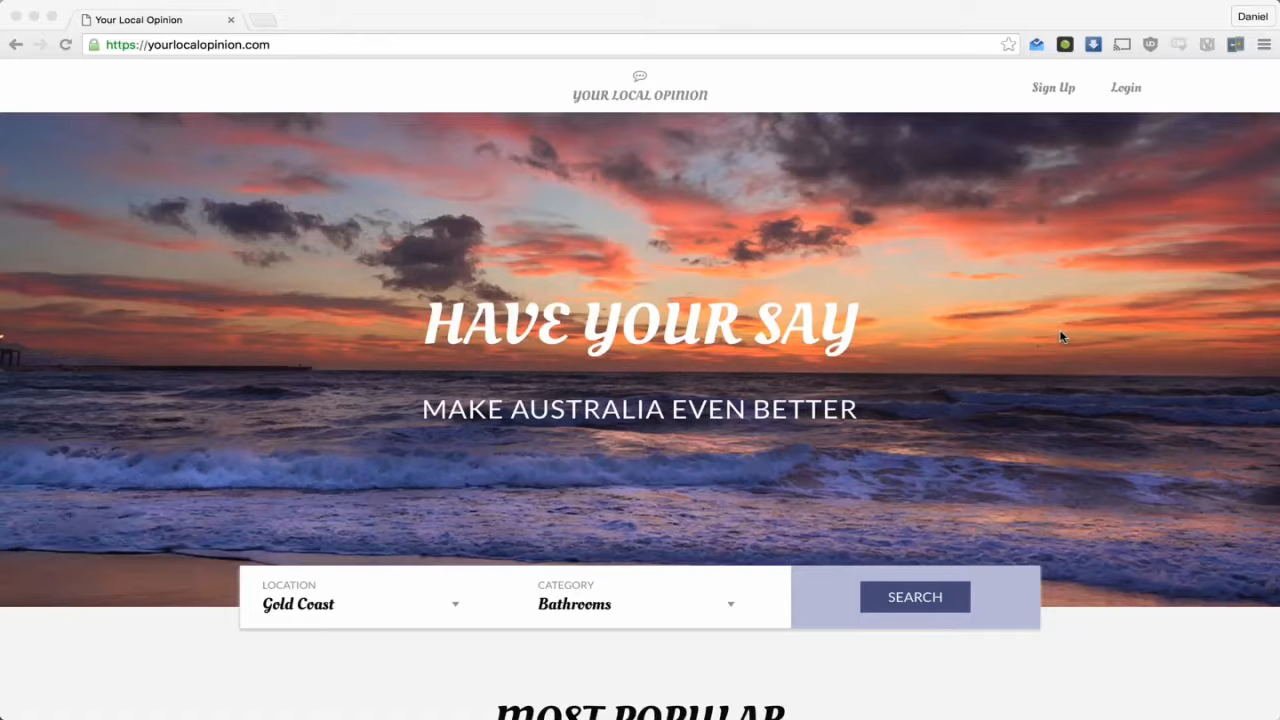 Your Local Opinion
Daniel
https://yourlocalopinion.com
YOUR LOCAL OPINION
Sign Up
Login
HAVE YOUR SAY
MAKE AUSTRALIA EVEN BETTER
LOCATION
Gold Coast
CATEGORY
Bathrooms
SEARCH
MOST POPULAR